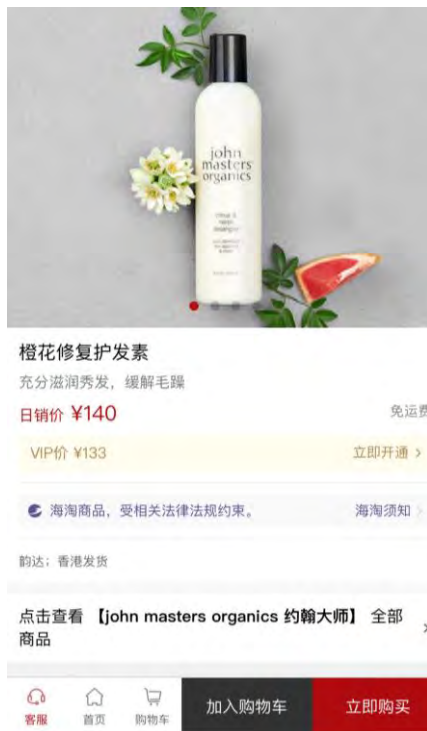 john
masters
organics
citrus &
neroli
detangler
橙花修复护发素
充分滋润秀发，缓解毛躁
日销价 ¥140
免运费
VIP价 ¥133
立即开通 >
海淘商品，受相关法律法规约束。
海淘须知 >
韵达：香港发货
点击查看 【john masters organics 约翰大师】 全部
商品
客服
首页
购物车
加入购物车
立即购买